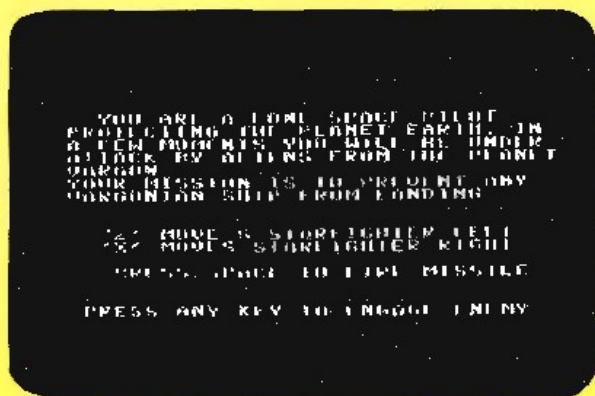 YOU ARE A LONE SPACE PILOT
PROTECTING THE PLANET EARTH. IN
A FEW MOMENTS YOU WILL BE UNDER
ATTACK BY ALIENS FROM THE PLANET
VARGON
YOUR MISSION IS TO PREVENT ANY
VARGONIAN SHIP FROM LANDING
MOVES STARFIGHTER LEFT
MOVES STARFIGHTER RIGHT
PRESS SPACE TO FIRE MISSILE
PRESS ANY KEY TO ENGAGE ENEMY